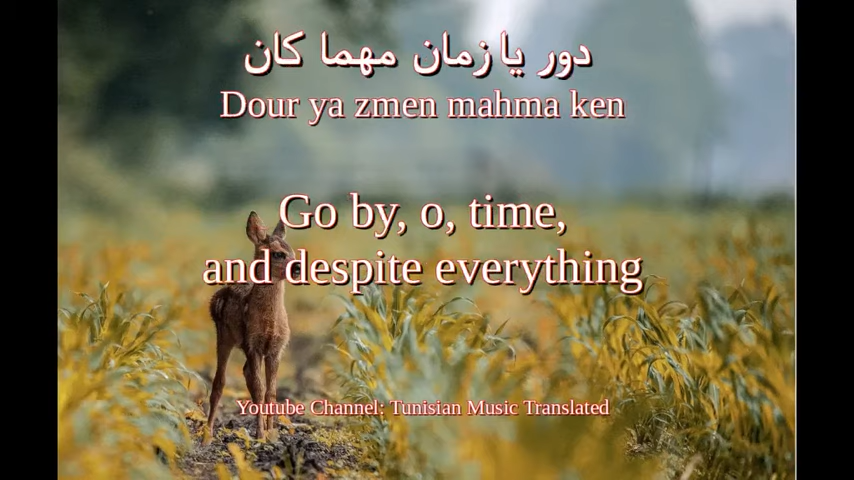 دور يا زمان مهما كان
Dour ya zmen mahma ken
Go by, o, time,
and despite everything
Youtube Channel: Tunisian Music Translated